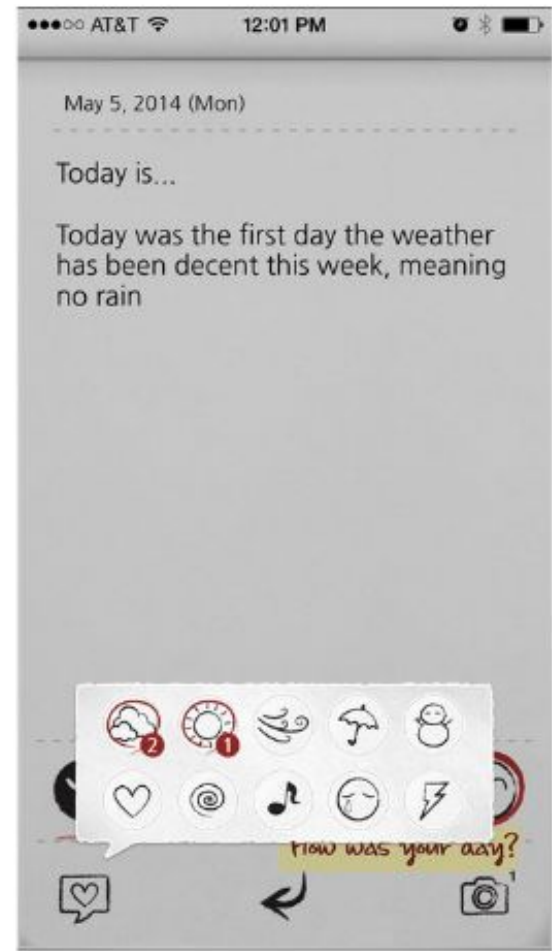 AT&T 12:01 PM
May 5, 2014 (Mon)
Today is...
Today was the first day the weather
has been decent this week, meaning
no rain
2 1
How was your day?
1